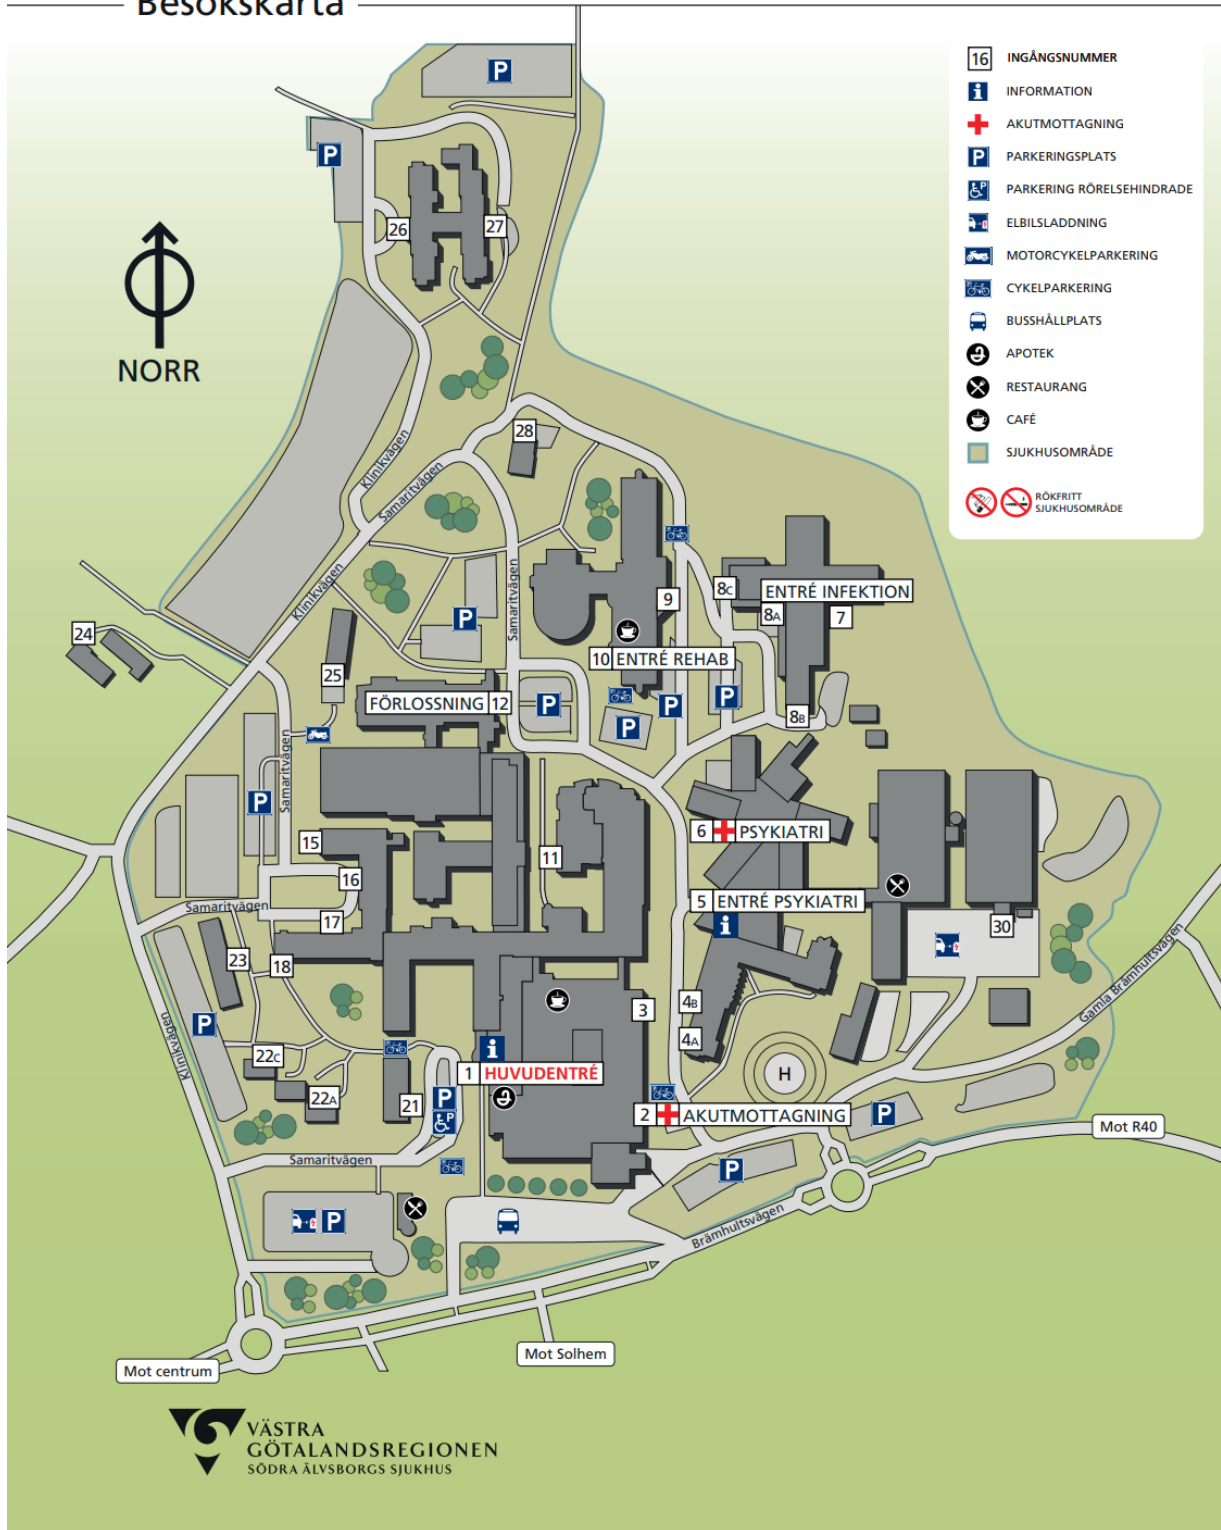 Besökskarta
16 INGÅNGSNUMMER
INFORMATION
AKUTMOTTAGNING
P PARKERINGSPLATS
P PARKERING RÖRELSEHINDRADE
ELBILSLADDNING
MOTORCYKELPARKERING
CYKELPARKERING
BUSSHÅLLPLATS
APOTEK
RESTAURANG
CAFÉ
SJUKHUSOMRÅDE
RÖKFRITT
SJUKHUSOMRÅDE
NORR
P
P
26
27
28
Klinikvägen
Samaritvägen
Klinikvägen
Samaritvägen
P
24
25
FÖRLOSSNING 12
9
10 ENTRÉ REHAB
8C
ENTRÉ INFEKTION
8A
7
8B
P
P
P
P
P
Samaritvägen
15
16
17
18
11
6 PSYKIATRI
5 ENTRÉ PSYKIATRI
i
30
Samaritvägen
23
P
Klinikvägen
22C
22A
21
i
1 HUVUDENTRÉ
P
P
3
4B
4A
H
2 AKUTMOTTAGNING
P
P
Gamla Brämhultsvägen
Mot R40
Samaritvägen
P
Brämhultsvägen
Mot Solhem
Mot centrum
VÄSTRA
GÖTALANDSREGIONEN
SÖDRA ÄLVSBORGS SJUKHUS